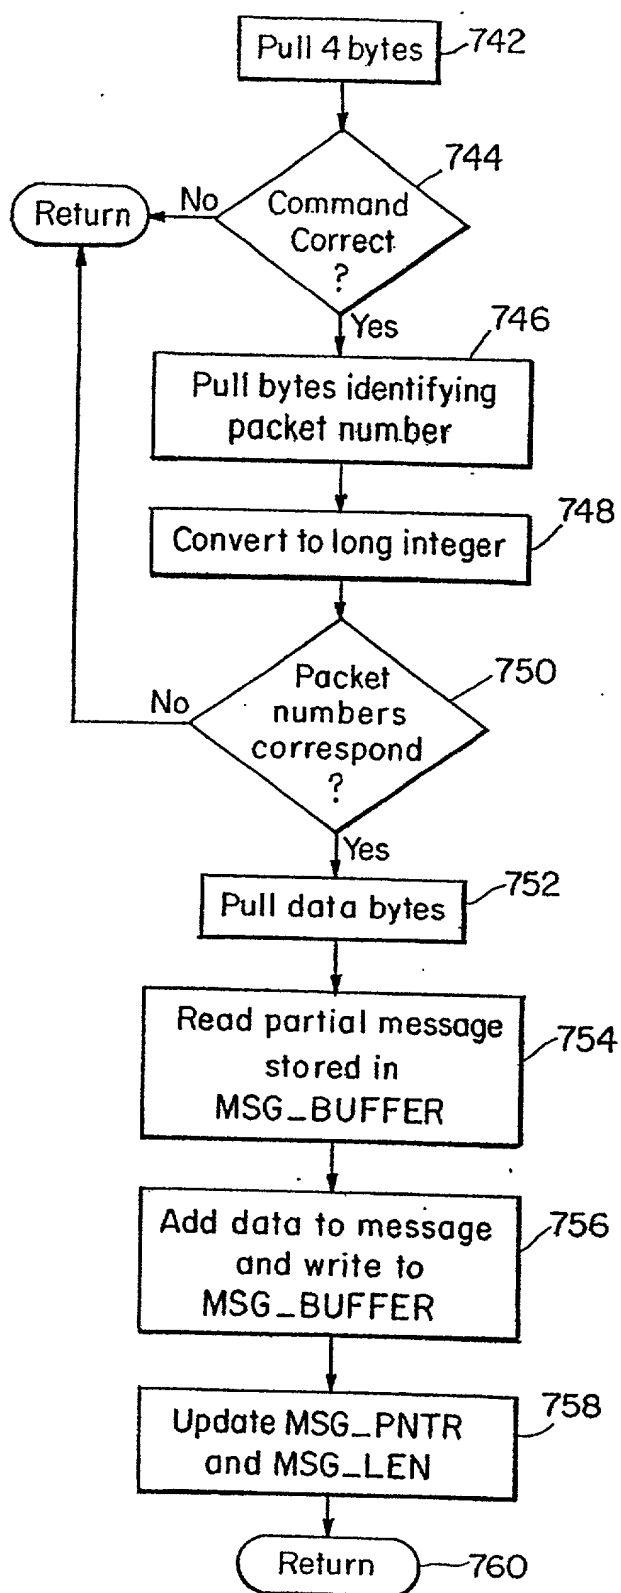 Pull 4 bytes
742
744
Command
Correct
?
No
Return
Yes
746
Pull bytes identifying
packet number
748
Convert to long integer
Packet
numbers
correspond
?
750
No
Yes
752
Pull data bytes
Read partial message
stored in
MSG_BUFFER
754
Add data to message
and write to
MSG_BUFFER
756
Update MSG_PNTR
and MSG_LEN
758
Return
760